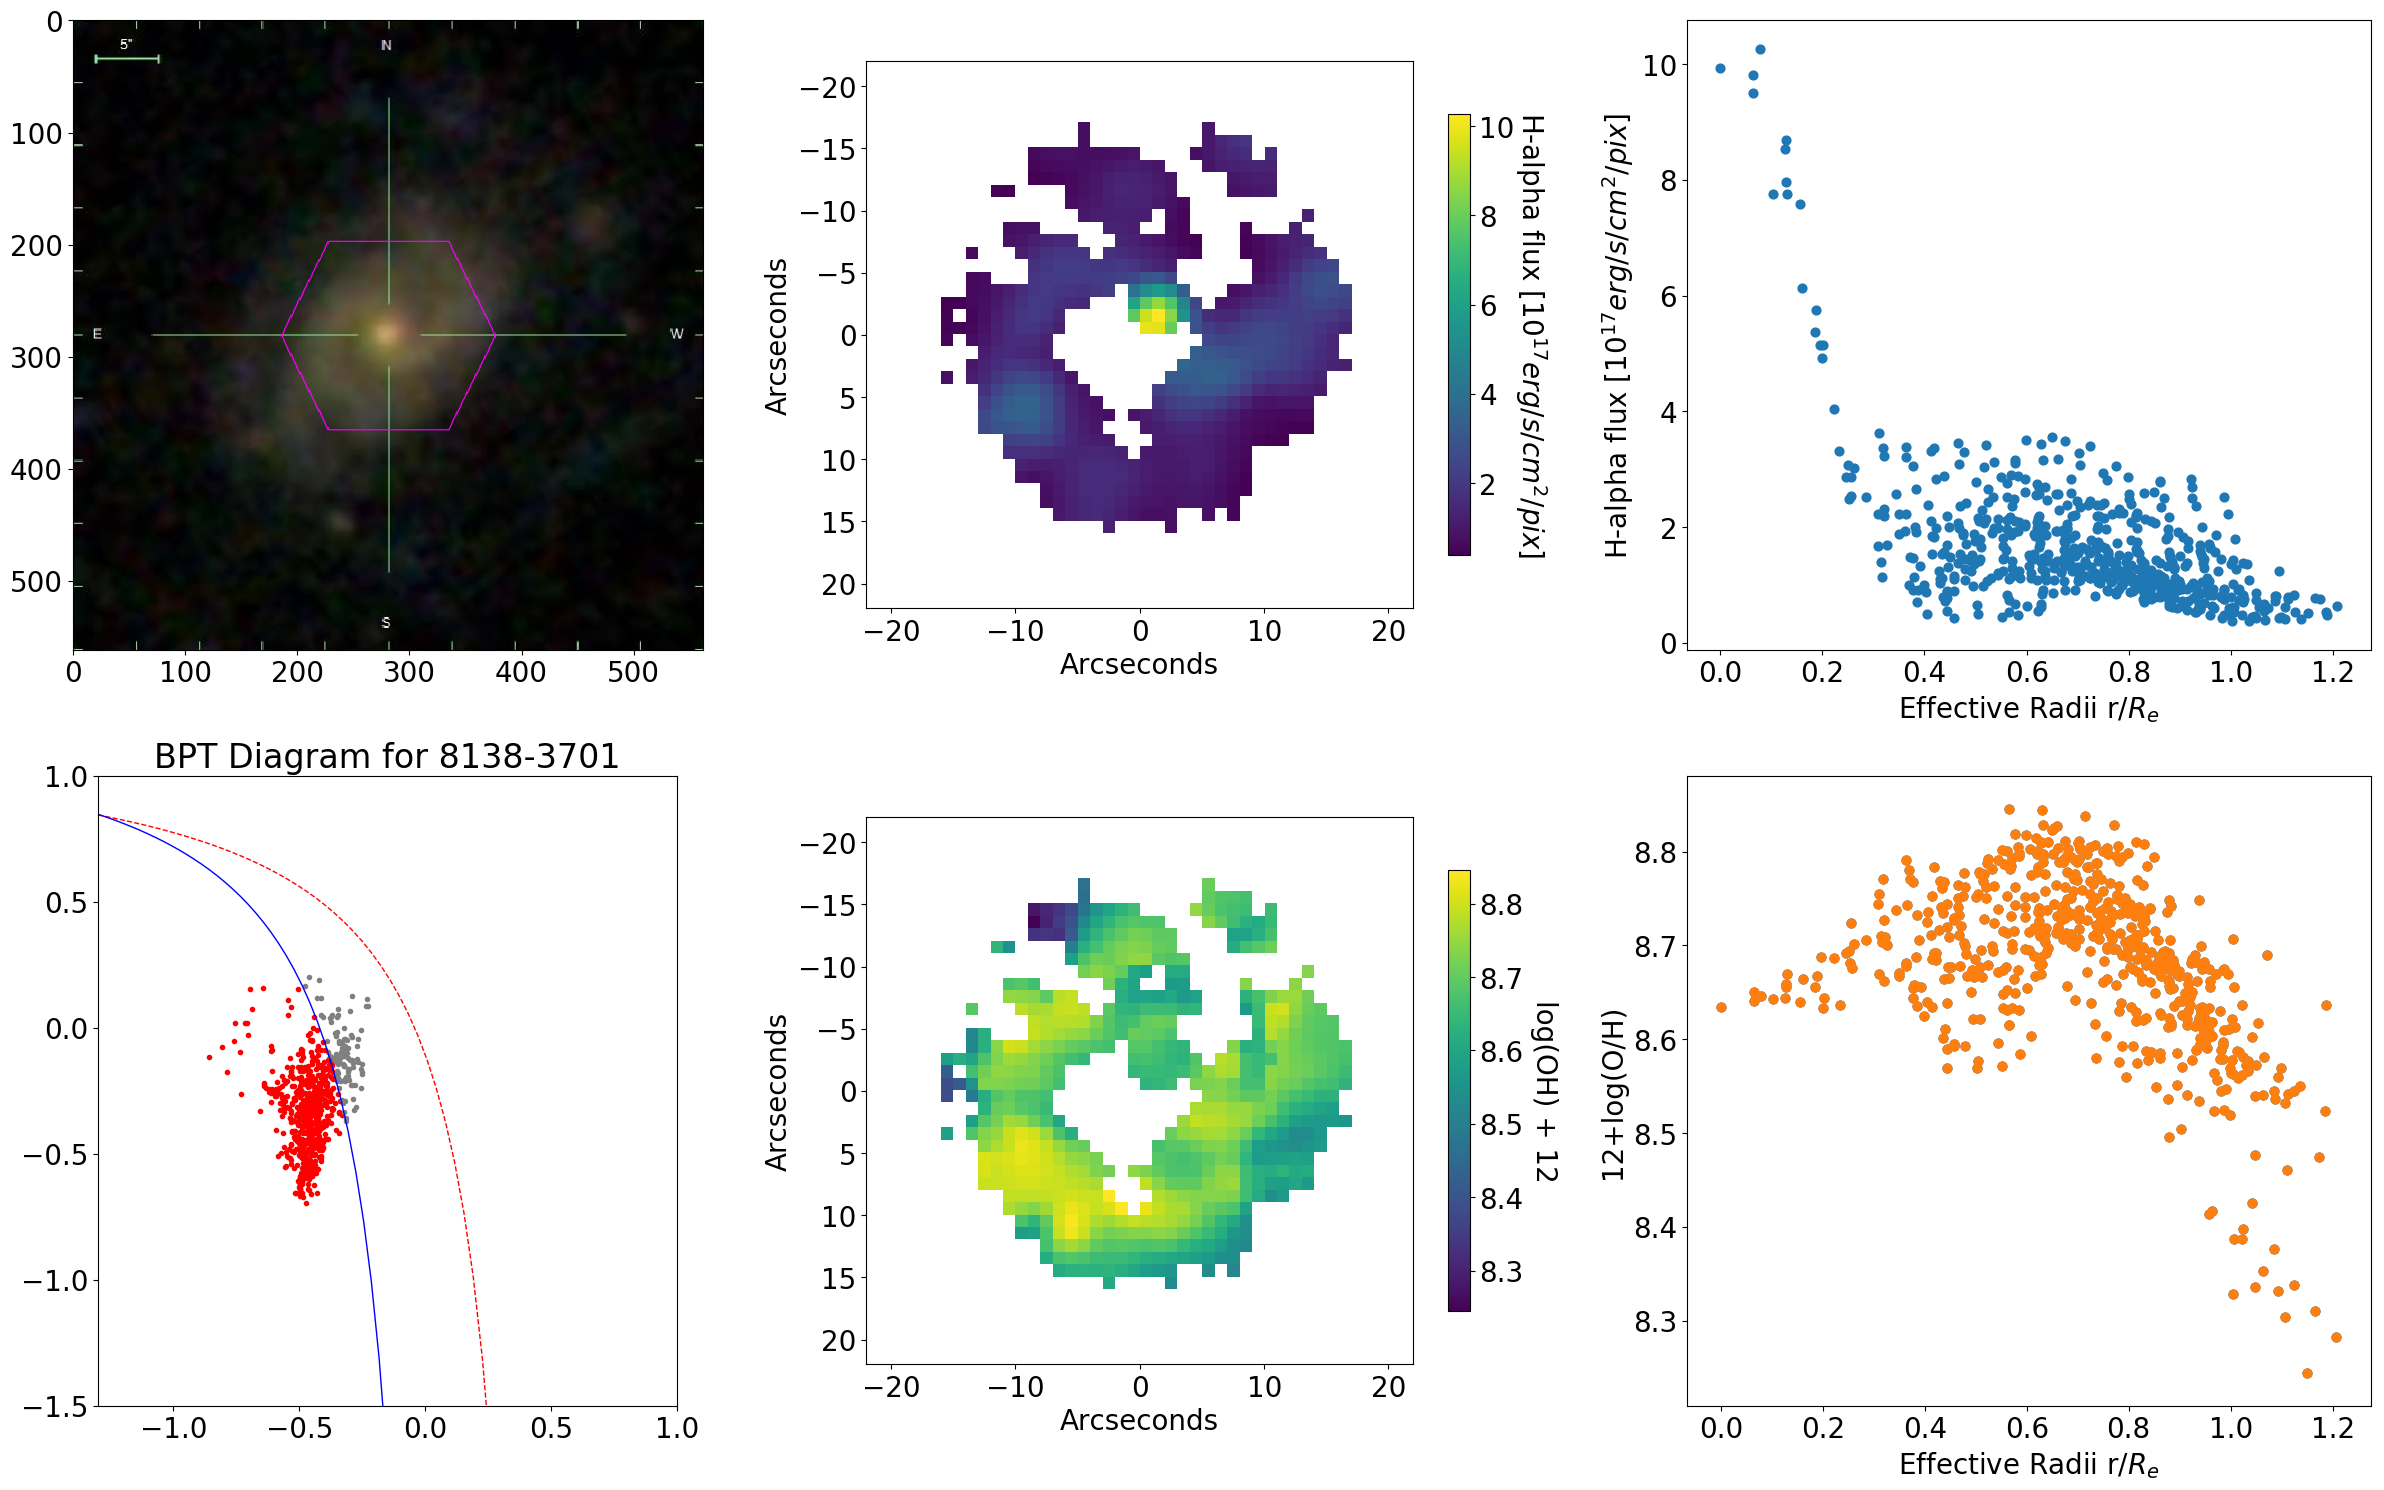 0
100
200
300
400
500
5"
N
E
W
S
0 100 200 300 400 500
−20
−15
−10
−5
0
5
10
15
20
Arcseconds
−20 −10 0 10 20
Arcseconds
10
8
6
4
2
H-alpha flux [10^17 erg/s/cm^2/pix]
10
8
6
4
2
0
H-alpha flux [10^17 erg/s/cm^2/pix]
0.0 0.2 0.4 0.6 0.8 1.0 1.2
Effective Radii r/R_e
BPT Diagram for 8138-3701
1.0
0.5
0.0
−0.5
−1.0
−1.5
−1.0 −0.5 0.0 0.5 1.0
−20
−15
−10
−5
0
5
10
15
20
Arcseconds
−20 −10 0 10 20
Arcseconds
8.8
8.7
8.6
8.5
8.4
8.3
log(OH) + 12
8.8
8.7
8.6
8.5
8.4
8.3
12+log(O/H)
0.0 0.2 0.4 0.6 0.8 1.0 1.2
Effective Radii r/R_e